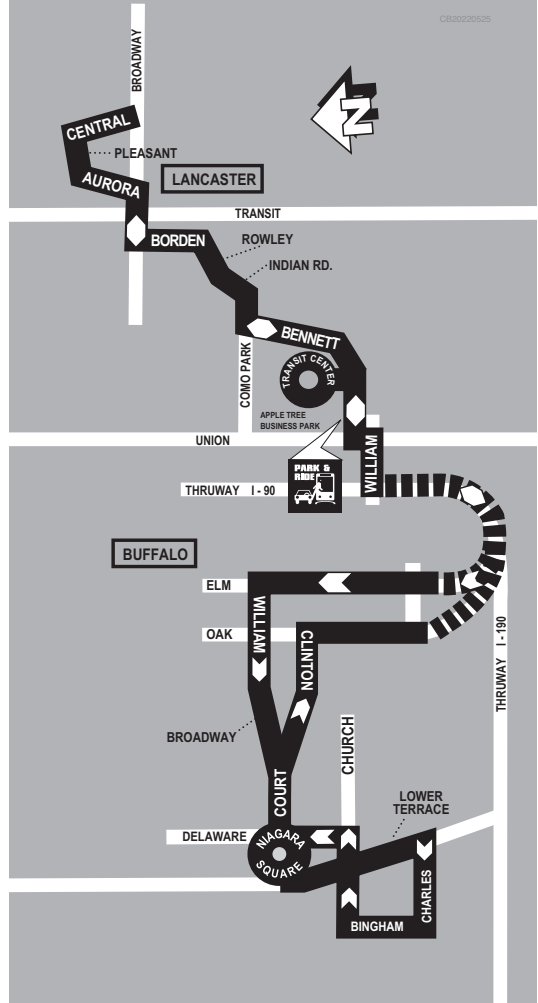 CB20220525
BROADWAY
N
CENTRAL
PLEASANT
AURORA
LANCASTER
TRANSIT
BORDEN
ROWLEY
INDIAN RD.
BENNETT
TRANSIT CENTER
COMO PARK
APPLE TREE
BUSINESS PARK
UNION
WILLIAM
PARK &
RIDE
THRUWAY I - 90
BUFFALO
ELM
WILLIAM
OAK
CLINTON
THRUWAY I - 190
BROADWAY
CHURCH
COURT
LOWER
TERRACE
DELAWARE
NIAGARA
SQUARE
CHARLES
BINGHAM